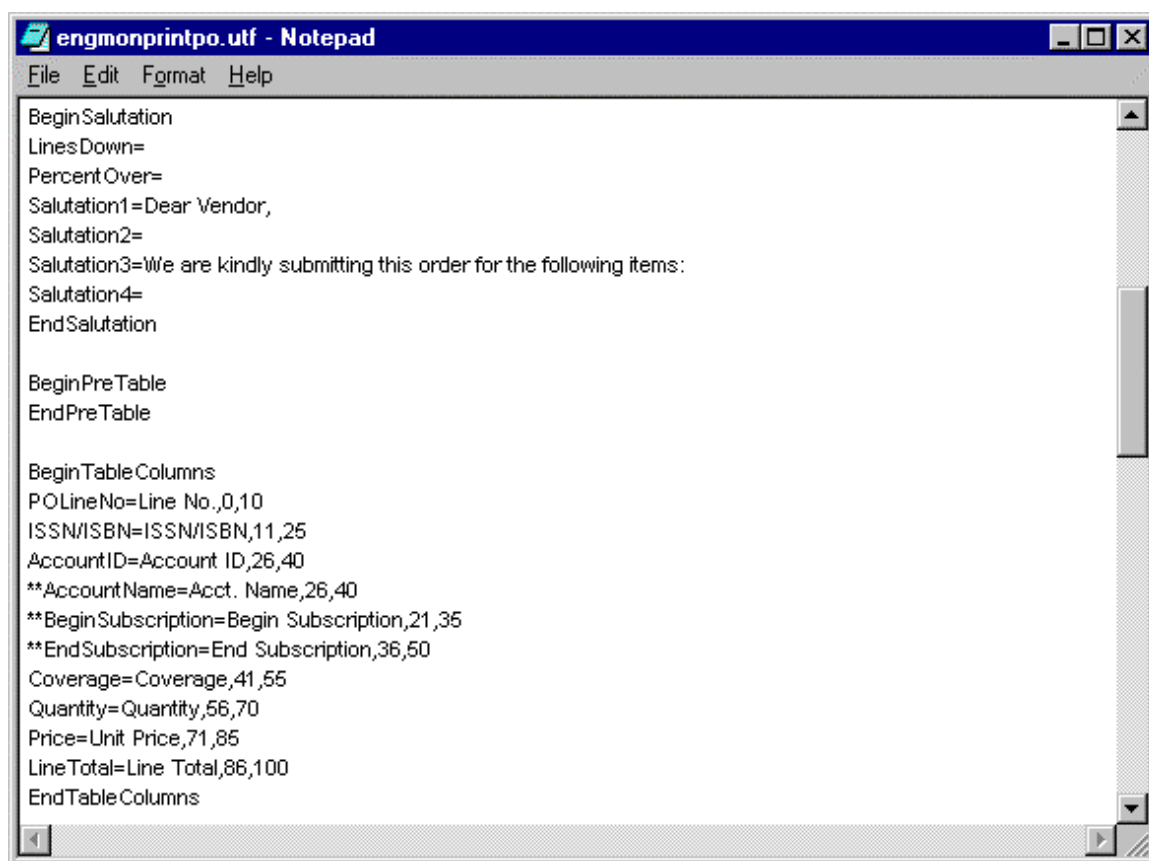 engmonprintpo.utf - Notepad
File Edit Format Help
BeginSalutation
LinesDown=
PercentOver=
Salutation1=Dear Vendor,
Salutation2=
Salutation3=We are kindly submitting this order for the following items:
Salutation4=
EndSalutation
BeginPreTable
EndPreTable
BeginTableColumns
POLineNo=Line No.,0,10
ISSN/ISBN=ISSN/ISBN,11,25
AccountID=Account ID,26,40
**AccountName=Acct. Name,26,40
**BeginSubscription=Begin Subscription,21,35
**EndSubscription=End Subscription,36,50
Coverage=Coverage,41,55
Quantity=Quantity,56,70
Price=Unit Price,71,85
LineTotal=Line Total,86,100
EndTableColumns